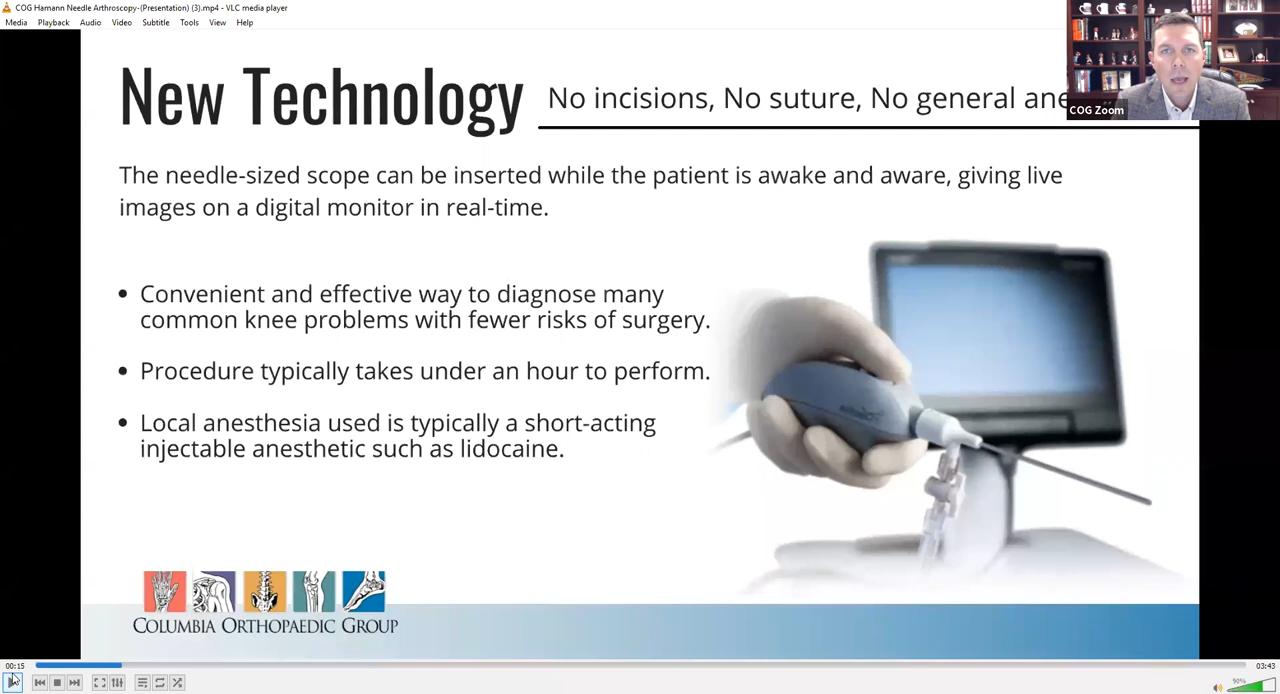 COG Hamann Needle Arthroscopy-(Presentation) (3).mp4 - VLC media player
Media Playback Audio Video Subtitle Tools View Help
New Technology
No incisions, No suture, No general ane
COG Zoom
The needle-sized scope can be inserted while the patient is awake and aware, giving live
images on a digital monitor in real-time.
• Convenient and effective way to diagnose many
common knee problems with fewer risks of surgery.
• Procedure typically takes under an hour to perform.
• Local anesthesia used is typically a short-acting
injectable anesthetic such as lidocaine.
COLUMBIA ORTHOPAEDIC GROUP
00:15
03:43
90%